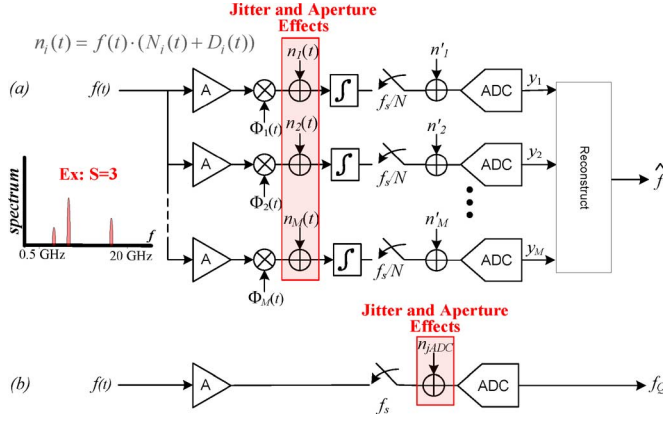 Jitter and Aperture
Effects
n_i(t) = f(t)·(N_i(t) + D_i(t))
(a)
f(t)
A
Φ_1(t)
n_1(t)
∫
f_s/N
n'_1
ADC
y_1
A
Φ_2(t)
n_2(t)
∫
f_s/N
n'_2
ADC
y_2
A
Φ_M(t)
n_M(t)
∫
f_s/N
n'_M
ADC
y_M
Reconstruct
f̂
Ex: S=3
spectrum
f
0.5 GHz
20 GHz
Jitter and Aperture
Effects
(b)
f(t)
A
f_s
n_jADC
ADC
f_Q